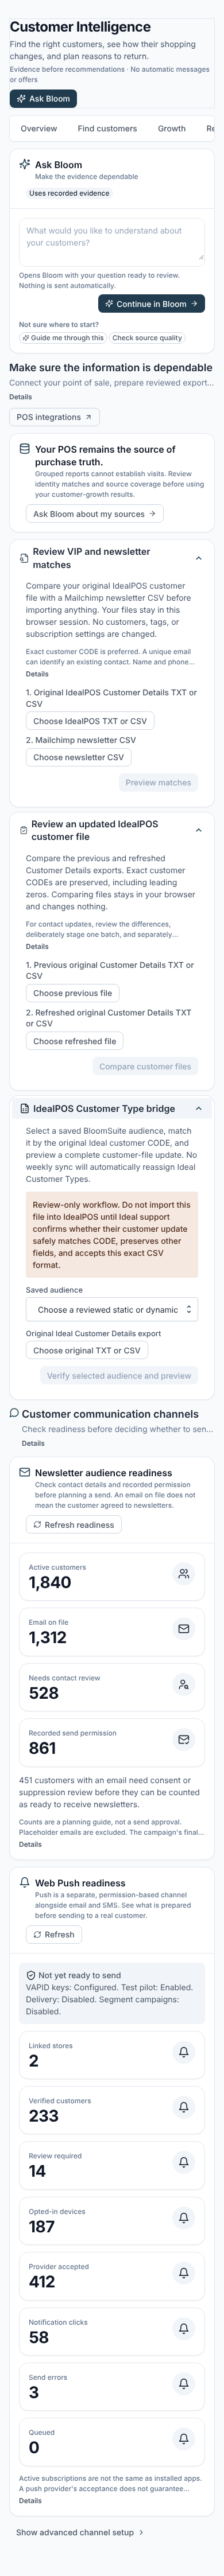 Customer Intelligence
Find the right customers, see how their shopping
changes, and plan reasons to return.
Evidence before recommendations · No automatic messages
or offers
Ask Bloom
Overview Find customers Growth Re
Ask Bloom
Make the evidence dependable
Uses recorded evidence
What would you like to understand about
your customers?
Opens Bloom with your question ready to review.
Nothing is sent automatically.
Continue in Bloom
Not sure where to start?
Guide me through this Check source quality
Make sure the information is dependable
Connect your point of sale, prepare reviewed export...
Details
POS integrations
Your POS remains the source of
purchase truth.
Grouped reports cannot establish visits. Review
identity matches and source coverage before using
your customer-growth results.
Ask Bloom about my sources
Review VIP and newsletter
matches
Compare your original IdealPOS customer
file with a Mailchimp newsletter CSV before
importing anything. Your files stay in this
browser session. No customers, tags, or
subscription settings are changed.
Exact customer CODE is preferred. A unique email
can identify an existing contact. Name and phone...
Details
1. Original IdealPOS Customer Details TXT or
CSV
Choose IdealPOS TXT or CSV
2. Mailchimp newsletter CSV
Choose newsletter CSV
Preview matches
Review an updated IdealPOS
customer file
Compare the previous and refreshed
Customer Details exports. Exact customer
CODEs are preserved, including leading
zeros. Comparing files stays in your browser
and changes nothing.
For contact updates, review the differences,
deliberately stage one batch, and separately...
Details
1. Previous original Customer Details TXT or
CSV
Choose previous file
2. Refreshed original Customer Details TXT
or CSV
Choose refreshed file
Compare customer files
IdealPOS Customer Type bridge
Select a saved BloomSuite audience, match
it by the original Ideal customer CODE, and
preview a complete customer-file update. No
weekly sync will automatically reassign Ideal
Customer Types.
Review-only workflow. Do not import this
file into IdealPOS until Ideal support
confirms whether their customer update
safely matches CODE, preserves other
fields, and accepts this exact CSV
format.
Saved audience
Choose a reviewed static or dynamic
Original Ideal Customer Details export
Choose original TXT or CSV
Verify selected audience and preview
Customer communication channels
Check readiness before deciding whether to sen...
Details
Newsletter audience readiness
Check contact details and recorded permission
before planning a send. An email on file does not
mean the customer agreed to newsletters.
Refresh readiness
Active customers
1,840
Email on file
1,312
Needs contact review
528
Recorded send permission
861
451 customers with an email need consent or
suppression review before they can be counted
as ready to receive newsletters.
Counts are a planning guide, not a send approval.
Placeholder emails are excluded. The campaign's final...
Details
Web Push readiness
Push is a separate, permission-based channel
alongside email and SMS. See what is prepared
before sending to a real customer.
Refresh
Not yet ready to send
VAPID keys: Configured. Test pilot: Enabled.
Delivery: Disabled. Segment campaigns:
Disabled.
Linked stores
2
Verified customers
233
Review required
14
Opted-in devices
187
Provider accepted
412
Notification clicks
58
Send errors
3
Queued
0
Active subscriptions are not the same as installed apps.
A push provider's acceptance does not guarantee...
Details
Show advanced channel setup